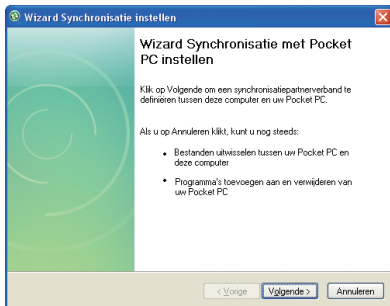 Wizard Synchronisatie instellen
Wizard Synchronisatie met Pocket
PC instellen
Klik op Volgende om een synchronisatiepartnerverband te
definiëren tussen deze computer en uw Pocket PC.
Als u op Annuleren klikt, kunt u nog steeds:
• Bestanden uitwisselen tussen uw Pocket PC en
deze computer
• Programma's toevoegen aan en verwijderen van
uw Pocket PC
< Vorige Volgende > Annuleren